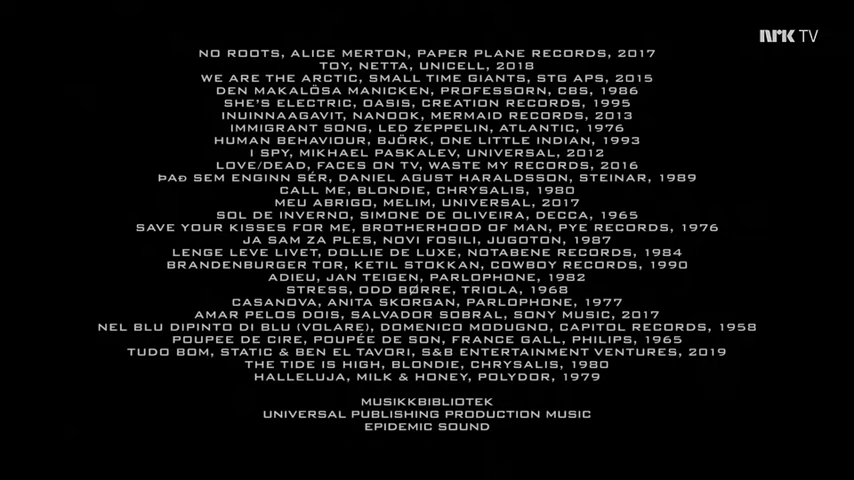 NRK TV
NO ROOTS, ALICE MERTON, PAPER PLANE RECORDS, 2017
TOY, NETTA, UNICELL, 2018
WE ARE THE ARCTIC, SMALL TIME GIANTS, STG APS, 2015
DEN MAKALÖSA MANICKEN, PROFESSORN, CBS, 1986
SHE'S ELECTRIC, OASIS, CREATION RECORDS, 1995
INUINNAAGAVIT, NANOOK, MERMAID RECORDS, 2013
IMMIGRANT SONG, LED ZEPPELIN, ATLANTIC, 1976
HUMAN BEHAVIOUR, BJÖRK, ONE LITTLE INDIAN, 1993
I SPY, MIKHAEL PASKALEV, UNIVERSAL, 2012
LOVE/DEAD, FACES ON TV, WASTE MY RECORDS, 2016
ÞAÐ SEM ENGINN SÉR, DANIEL AGUST HARALDSSON, STEINAR, 1989
CALL ME, BLONDIE, CHRYSALIS, 1980
MEU ABRIGO, MELIM, UNIVERSAL, 2017
SOL DE INVERNO, SIMONE DE OLIVEIRA, DECCA, 1965
SAVE YOUR KISSES FOR ME, BROTHERHOOD OF MAN, PYE RECORDS, 1976
JA SAM ZA PLES, NOVI FOSILI, JUGOTON, 1987
LENGE LEVE LIVET, DOLLIE DE LUXE, NOTABENE RECORDS, 1984
BRANDENBURGER TOR, KETIL STOKKAN, COWBOY RECORDS, 1990
ADIEU, JAN TEIGEN, PARLOPHONE, 1982
STRESS, ODD BØRRE, TRIOLA, 1968
CASANOVA, ANITA SKORGAN, PARLOPHONE, 1977
AMAR PELOS DOIS, SALVADOR SOBRAL, SONY MUSIC, 2017
NEL BLU DIPINTO DI BLU (VOLARE), DOMENICO MODUGNO, CAPITOL RECORDS, 1958
POUPEE DE CIRE, POUPÉE DE SON, FRANCE GALL, PHILIPS, 1965
TUDO BOM, STATIC & BEN EL TAVORI, S&B ENTERTAINMENT VENTURES, 2019
THE TIDE IS HIGH, BLONDIE, CHRYSALIS, 1980
HALLELUJA, MILK & HONEY, POLYDOR, 1979
MUSIKKBIBLIOTEK
UNIVERSAL PUBLISHING PRODUCTION MUSIC
EPIDEMIC SOUND